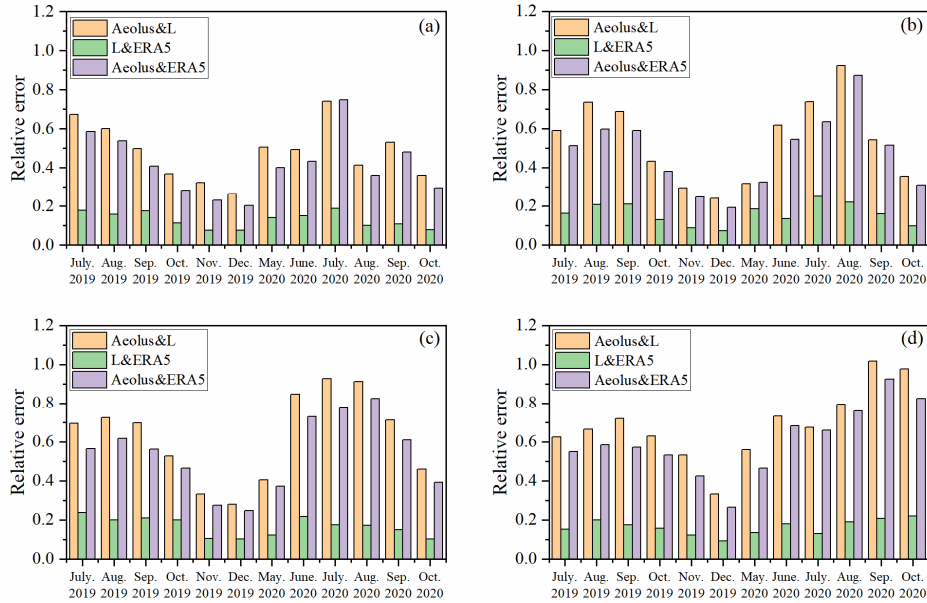 1.2
1.0
0.8
0.6
0.4
0.2
0.0
Relative error
Aeolus&L
L&ERA5
Aeolus&ERA5
(a)
July. Aug. Sep. Oct. Nov. Dec. May. June. July. Aug. Sep. Oct.
2019 2019 2019 2019 2019 2019 2020 2020 2020 2020 2020 2020
1.2
1.0
0.8
0.6
0.4
0.2
0.0
Relative error
Aeolus&L
L&ERA5
Aeolus&ERA5
(b)
July. Aug. Sep. Oct. Nov. Dec. May. June. July. Aug. Sep. Oct.
2019 2019 2019 2019 2019 2019 2020 2020 2020 2020 2020 2020
1.2
1.0
0.8
0.6
0.4
0.2
0.0
Relative error
Aeolus&L
L&ERA5
Aeolus&ERA5
(c)
July. Aug. Sep. Oct. Nov. Dec. May. June. July. Aug. Sep. Oct.
2019 2019 2019 2019 2019 2019 2020 2020 2020 2020 2020 2020
1.2
1.0
0.8
0.6
0.4
0.2
0.0
Relative error
Aeolus&L
L&ERA5
Aeolus&ERA5
(d)
July. Aug. Sep. Oct. Nov. Dec. May. June. July. Aug. Sep. Oct.
2019 2019 2019 2019 2019 2019 2020 2020 2020 2020 2020 2020